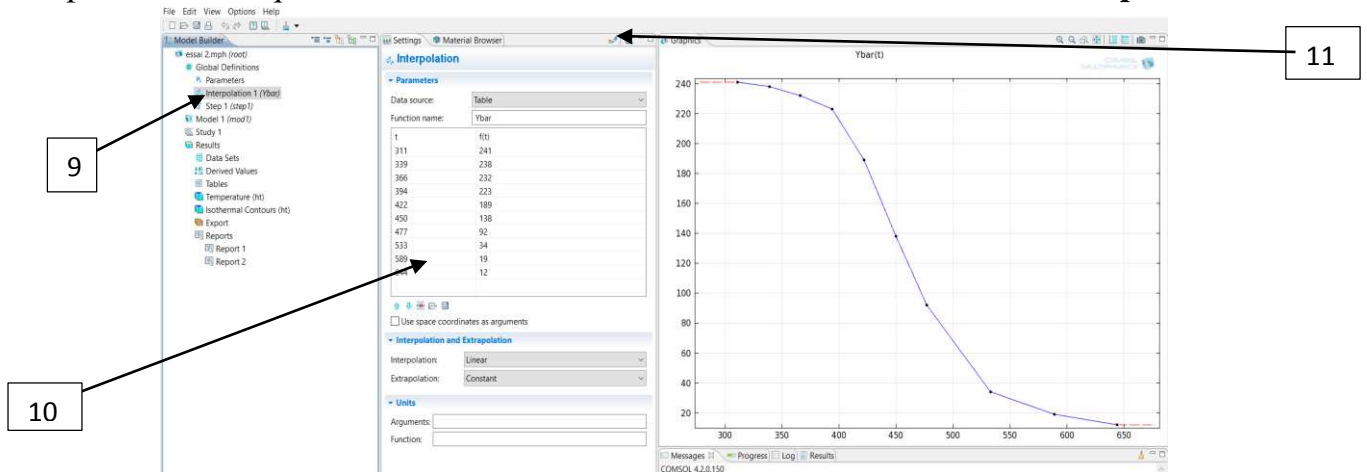 File Edit View Options Help
Model Builder
essai 2.mph (root)
Global Definitions
Parameters
Interpolation 1 (Ybar)
Step 1 (step1)
Model 1 (mod1)
Study 1
Results
Data Sets
Derived Values
Tables
Temperature (ht)
Isothermal Contours (ht)
Export
Reports
Report 1
Report 2
Settings Material Browser
Interpolation
Parameters
Data source: Table
Function name: Ybar
t f(t)
311 241
339 238
366 232
394 223
422 189
450 138
477 92
533 34
589 19
12
Use space coordinates as arguments
Interpolation and Extrapolation
Interpolation: Linear
Extrapolation: Constant
Units
Arguments:
Function:
Graphics
Ybar(t)
COMSOL
MULTIPHYSICS
240
220
200
180
160
140
120
100
80
60
40
20
300 350 400 450 500 550 600 650
Messages Progress Log Results
COMSOL 4.2.0.150
9
10
11